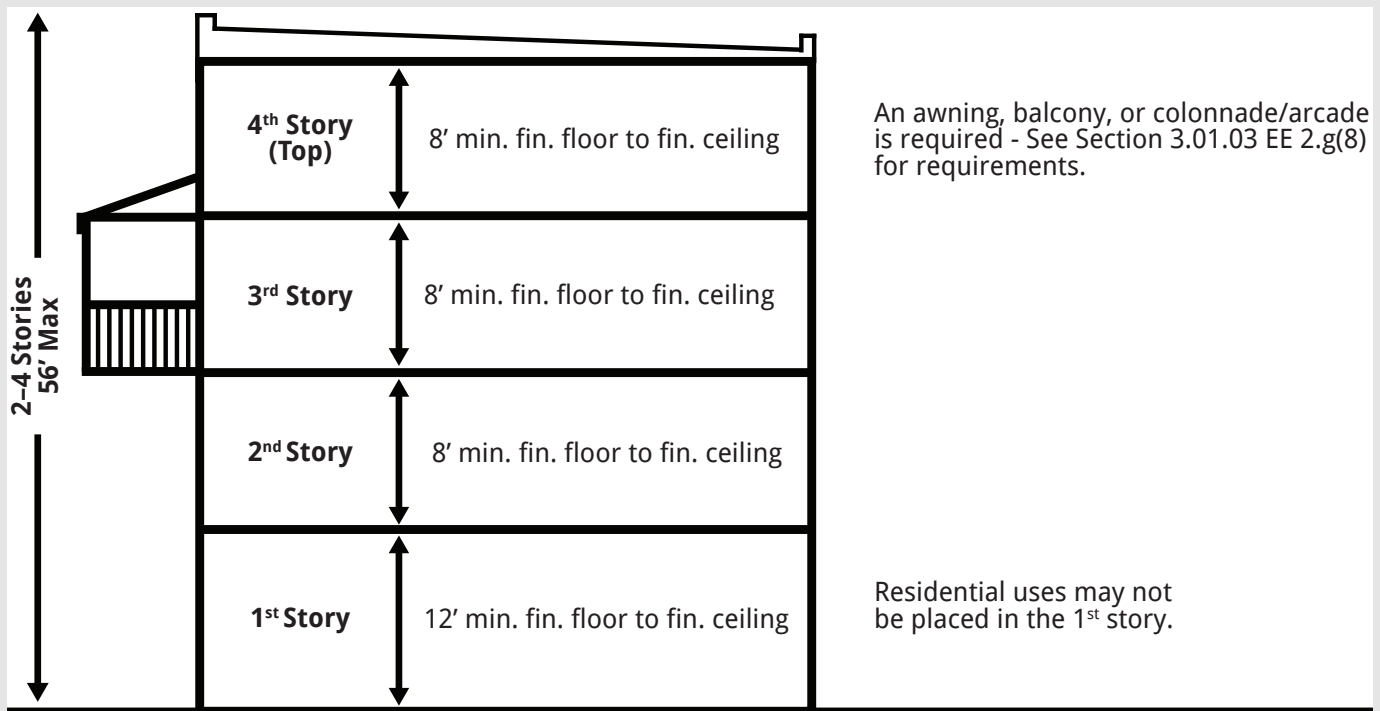 2–4 Stories
56’ Max
4th Story
(Top)
8’ min. fin. floor to fin. ceiling
An awning, balcony, or colonnade/arcade
is required - See Section 3.01.03 EE 2.g(8)
for requirements.
3rd Story
8’ min. fin. floor to fin. ceiling
2nd Story
8’ min. fin. floor to fin. ceiling
1st Story
12’ min. fin. floor to fin. ceiling
Residential uses may not
be placed in the 1st story.